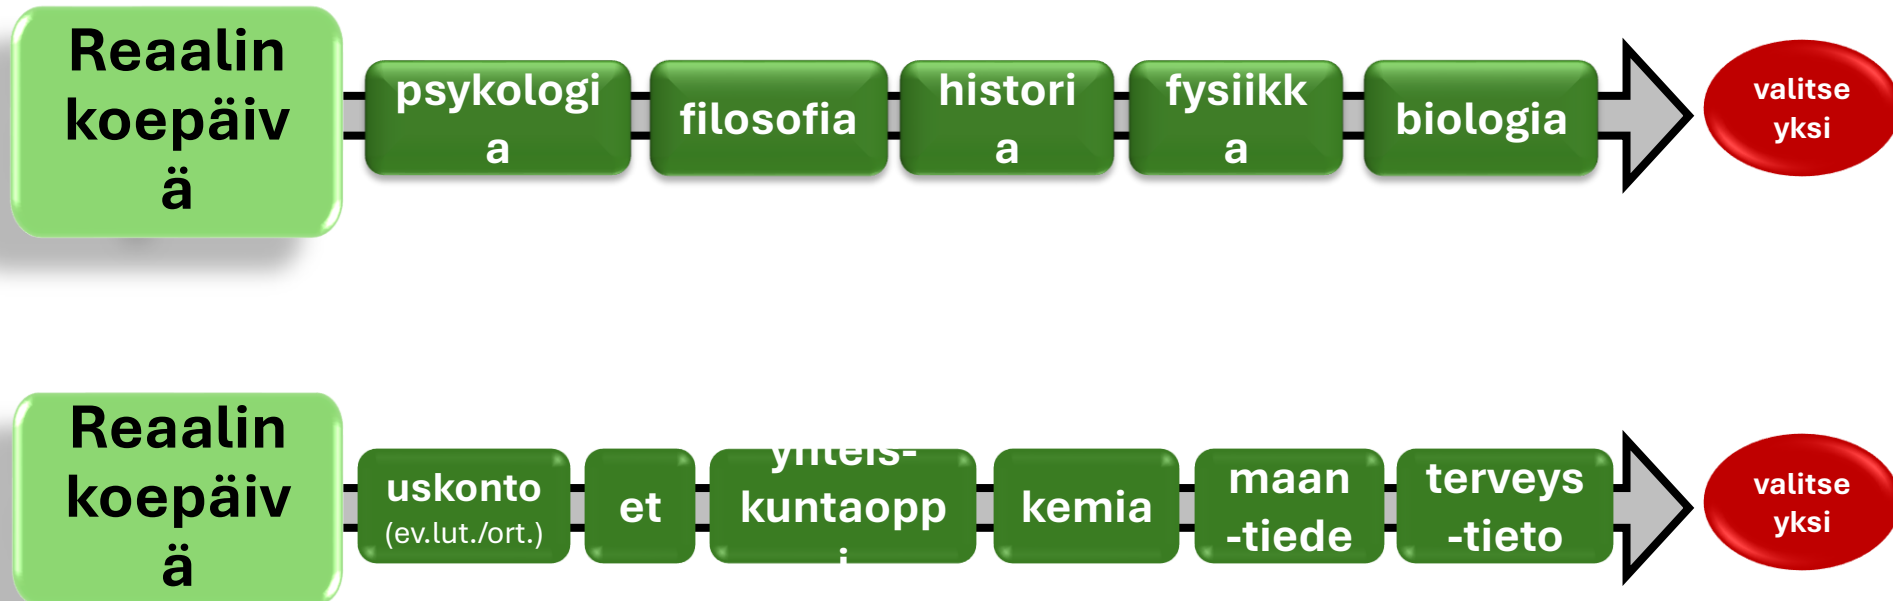 Reaalin
koepäiv
ä
psykologi
a
filosofia
histori
a
fysiikk
a
biologia
valitse
yksi
Reaalin
koepäiv
ä
uskonto
(ev.lut./ort.)
et
yhteis-
kuntaopp
i
kemia
maan
-tiede
terveys
-tieto
valitse
yksi